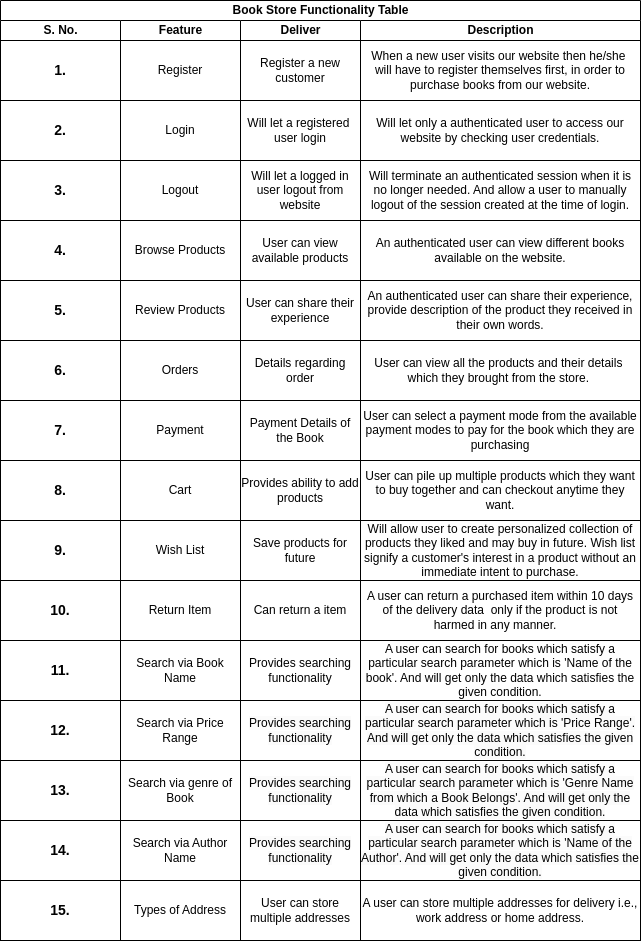 Book Store Functionality Table
S. No. Feature Deliver Description
1. Register Register a new customer When a new user visits our website then he/she
will have to register themselves first, in order to
purchase books from our website.
2. Login Will let a registered user login Will let only a authenticated user to access our
website by checking user credentials.
3. Logout Will let a logged in user logout from website Will terminate an authenticated session when it is
no longer needed. And allow a user to manually
logout of the session created at the time of login.
4. Browse Products User can view available products An authenticated user can view different books
available on the website.
5. Review Products User can share their experience An authenticated user can share their experience,
provide description of the product they received in
their own words.
6. Orders Details regarding order User can view all the products and their details
which they brought from the store.
7. Payment Payment Details of the Book User can select a payment mode from the available
payment modes to pay for the book which they are
purchasing
8. Cart Provides ability to add products User can pile up multiple products which they want
to buy together and can checkout anytime they
want.
9. Wish List Save products for future Will allow user to create personalized collection of
products they liked and may buy in future. Wish list
signify a customer's interest in a product without an
immediate intent to purchase.
10. Return Item Can return a item A user can return a purchased item within 10 days
of the delivery data only if the product is not
harmed in any manner.
11. Search via Book Name Provides searching functionality A user can search for books which satisfy a
particular search parameter which is 'Name of the
book'. And will get only the data which satisfies the
given condition.
12. Search via Price Range Provides searching functionality A user can search for books which satisfy a
particular search parameter which is 'Price Range'.
And will get only the data which satisfies the given
condition.
13. Search via genre of Book Provides searching functionality A user can search for books which satisfy a
particular search parameter which is 'Genre Name
from which a Book Belongs'. And will get only the
data which satisfies the given condition.
14. Search via Author Name Provides searching functionality A user can search for books which satisfy a
particular search parameter which is 'Name of the
Author'. And will get only the data which satisfies the
given condition.
15. Types of Address User can store multiple addresses A user can store multiple addresses for delivery i.e.,
work address or home address.